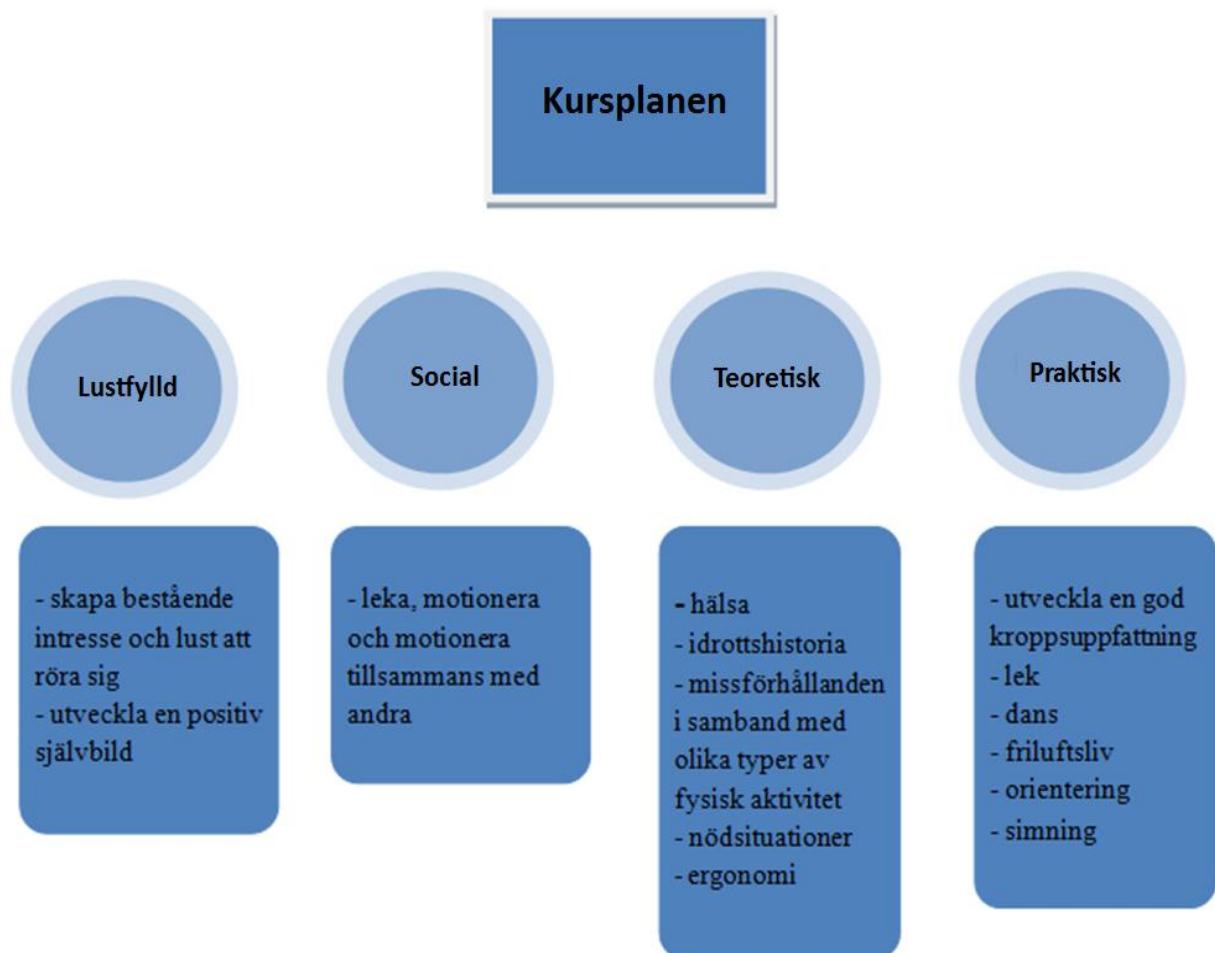 Kursplanen
Lustfylld
Social
Teoretisk
Praktisk
- skapa bestående
intresse och lust att
röra sig
- utveckla en positiv
självbild
- leka, motionera
och motionera
tillsammans med
andra
- hälsa
- idrottshistoria
- missförhållanden
i samband med
olika typer av
fysisk aktivitet
- nödsituationer
- ergonomi
- utveckla en god
kroppsuppfattning
- lek
- dans
- friluftsliv
- orientering
- simning